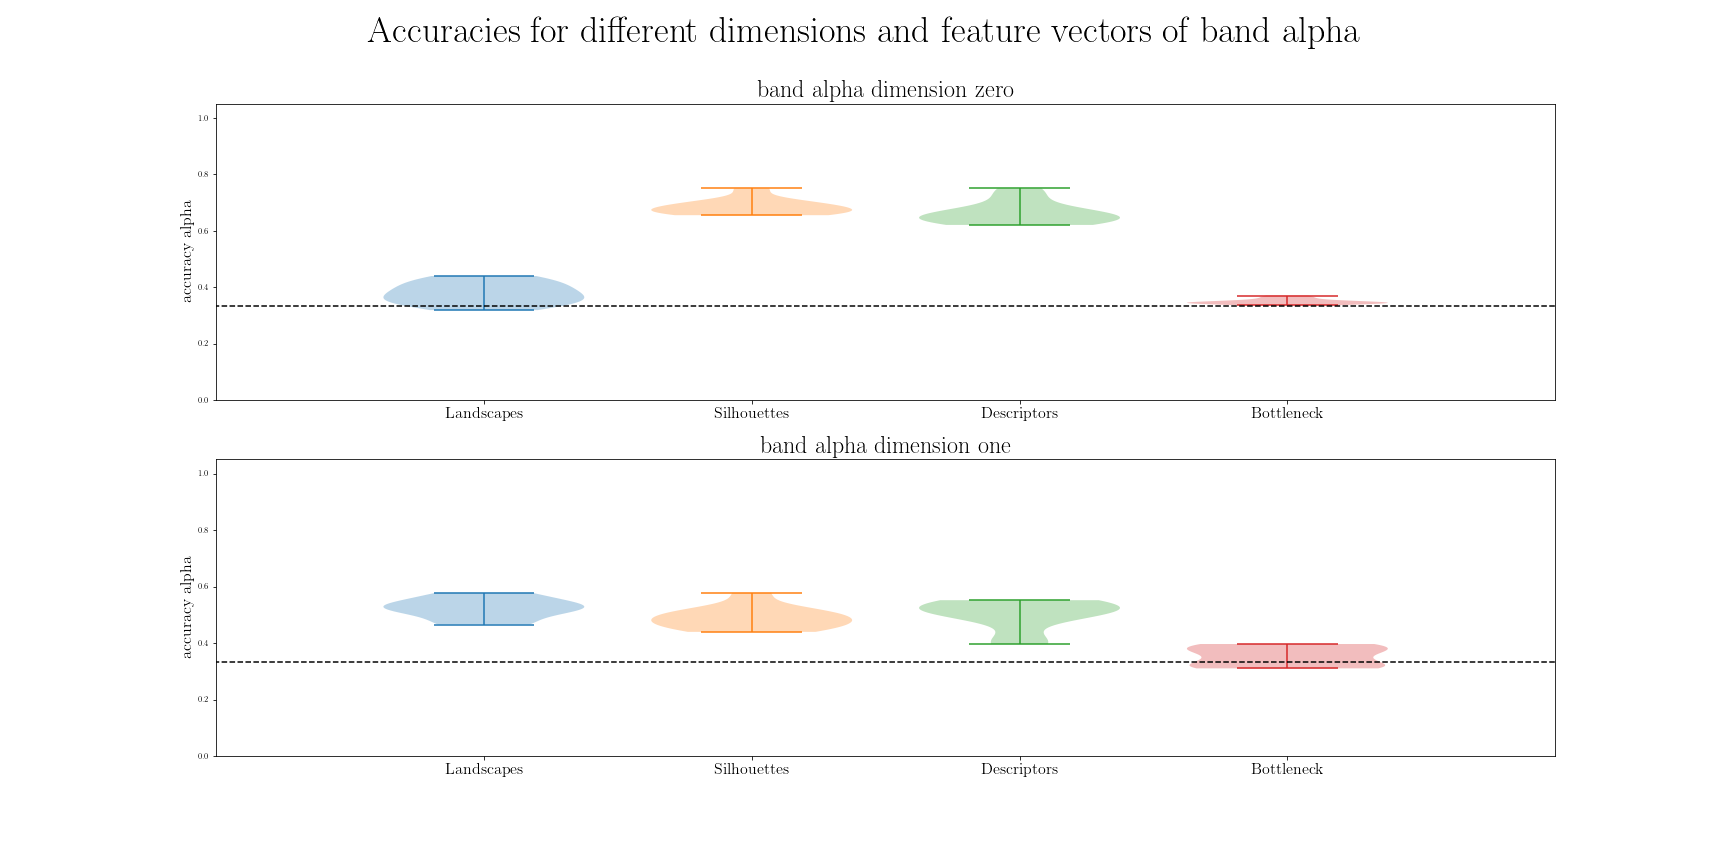 Accuracies for different dimensions and feature vectors of band alpha
band alpha dimension zero
accuracy alpha
1.0
0.8
0.6
0.4
0.2
0.0
Landscapes Silhouettes Descriptors Bottleneck
band alpha dimension one
accuracy alpha
1.0
0.8
0.6
0.4
0.2
0.0
Landscapes Silhouettes Descriptors Bottleneck